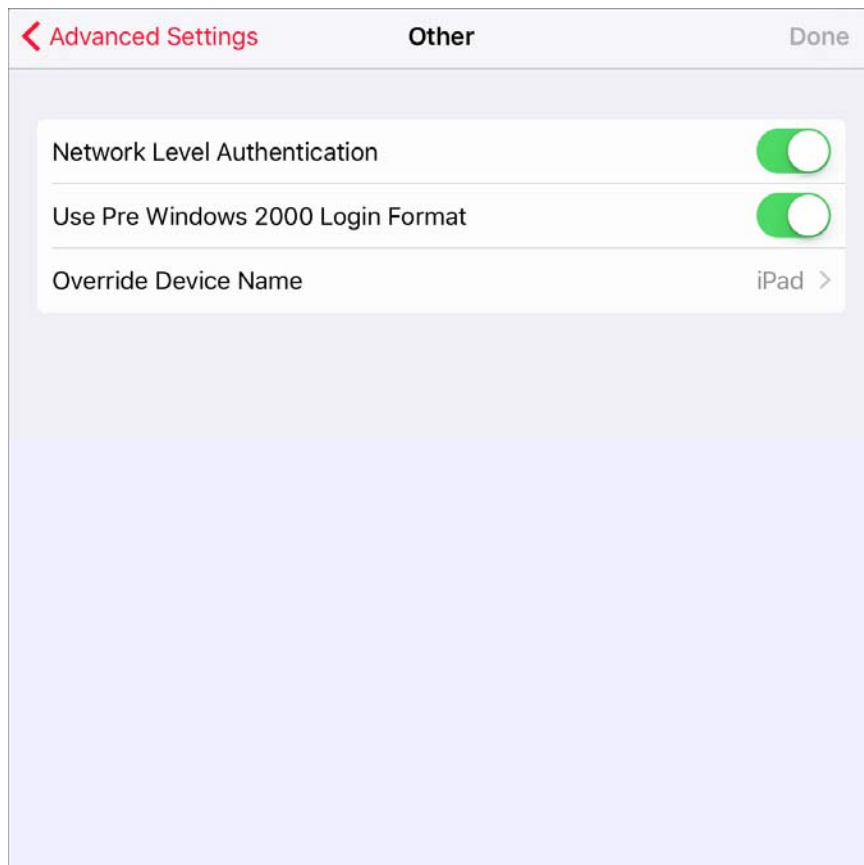 Advanced Settings Other Done
Network Level Authentication
Use Pre Windows 2000 Login Format
Override Device Name iPad